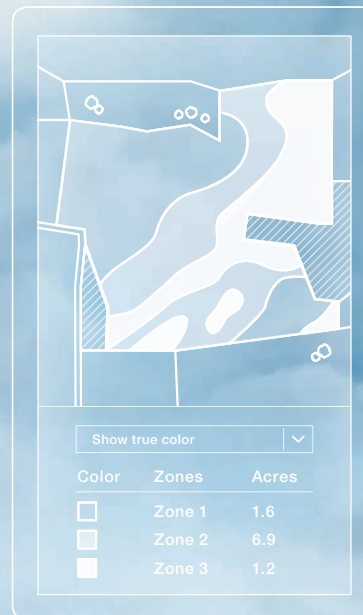 Show true color
Color Zones Acres
Zone 1 1.6
Zone 2 6.9
Zone 3 1.2